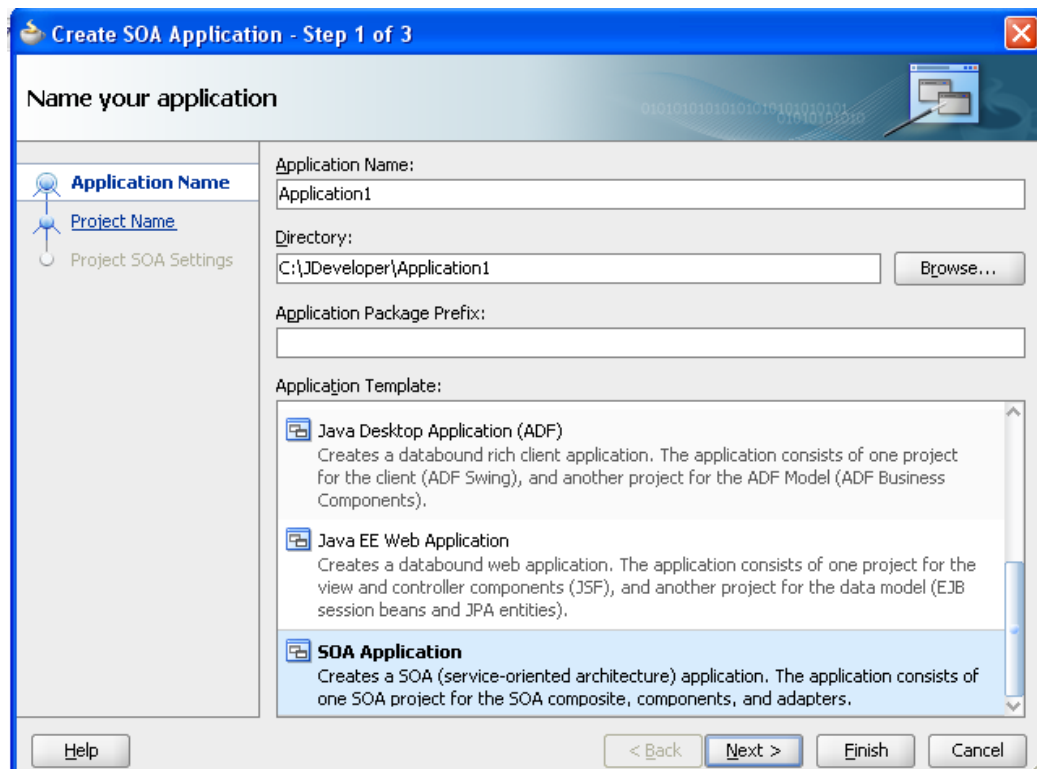 Create SOA Application - Step 1 of 3
Name your application
010101010101010101010101
01010101010
Application Name
Project Name
Project SOA Settings
Application Name:
Application1
Directory:
C:\JDeveloper\Application1
Browse...
Application Package Prefix:
Application Template:
Java Desktop Application (ADF)
Creates a databound rich client application. The application consists of one project
for the client (ADF Swing), and another project for the ADF Model (ADF Business
Components).
Java EE Web Application
Creates a databound web application. The application consists of one project for the
view and controller components (JSF), and another project for the data model (EJB
session beans and JPA entities).
SOA Application
Creates a SOA (service-oriented architecture) application. The application consists of
one SOA project for the SOA composite, components, and adapters.
Help
< Back
Next >
Finish
Cancel